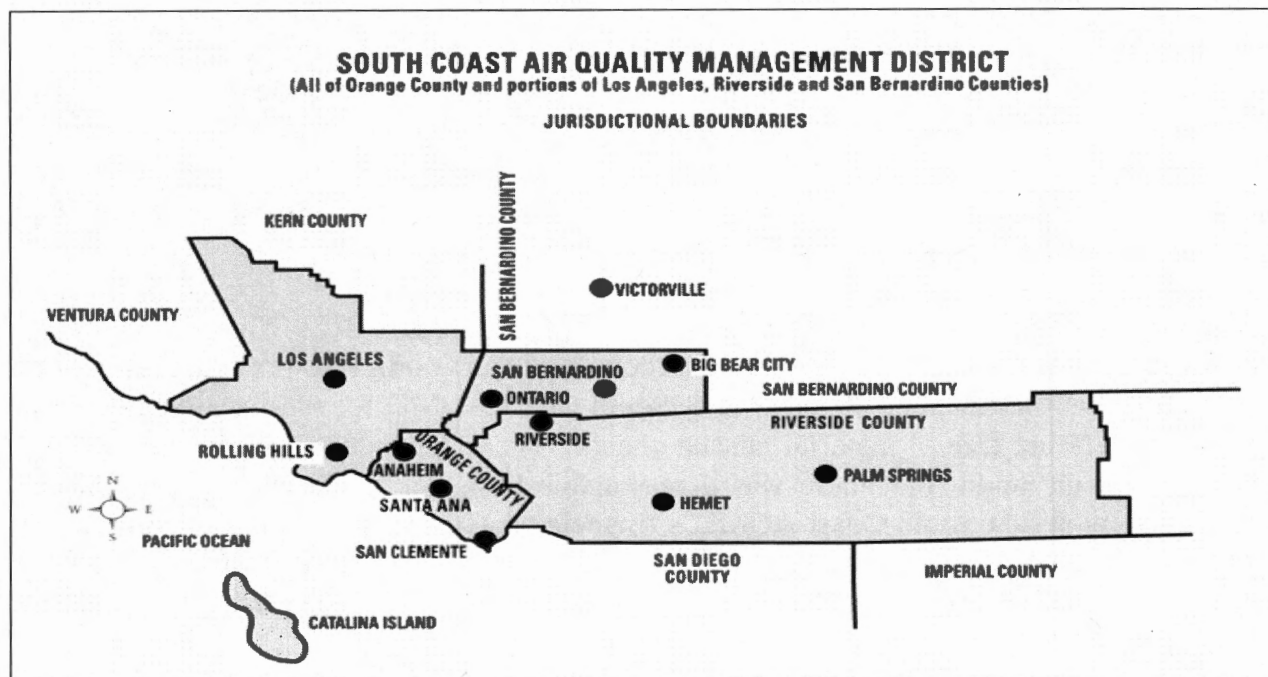 SOUTH COAST AIR QUALITY MANAGEMENT DISTRICT
(All of Orange County and portions of Los Angeles, Riverside and San Bernardino Counties)
JURISDICTIONAL BOUNDARIES
SAN BERNARDINO COUNTY
KERN COUNTY
VICTORVILLE
VENTURA COUNTY
LOS ANGELES
SAN BERNARDINO
BIG BEAR CITY
SAN BERNARDINO COUNTY
ONTARIO
RIVERSIDE COUNTY
RIVERSIDE
ORANGE COUNTY
ROLLING HILLS
ANAHEIM
PALM SPRINGS
SANTA ANA
HEMET
N
W E
S
PACIFIC OCEAN
SAN CLEMENTE
SAN DIEGO
COUNTY
IMPERIAL COUNTY
CATALINA ISLAND